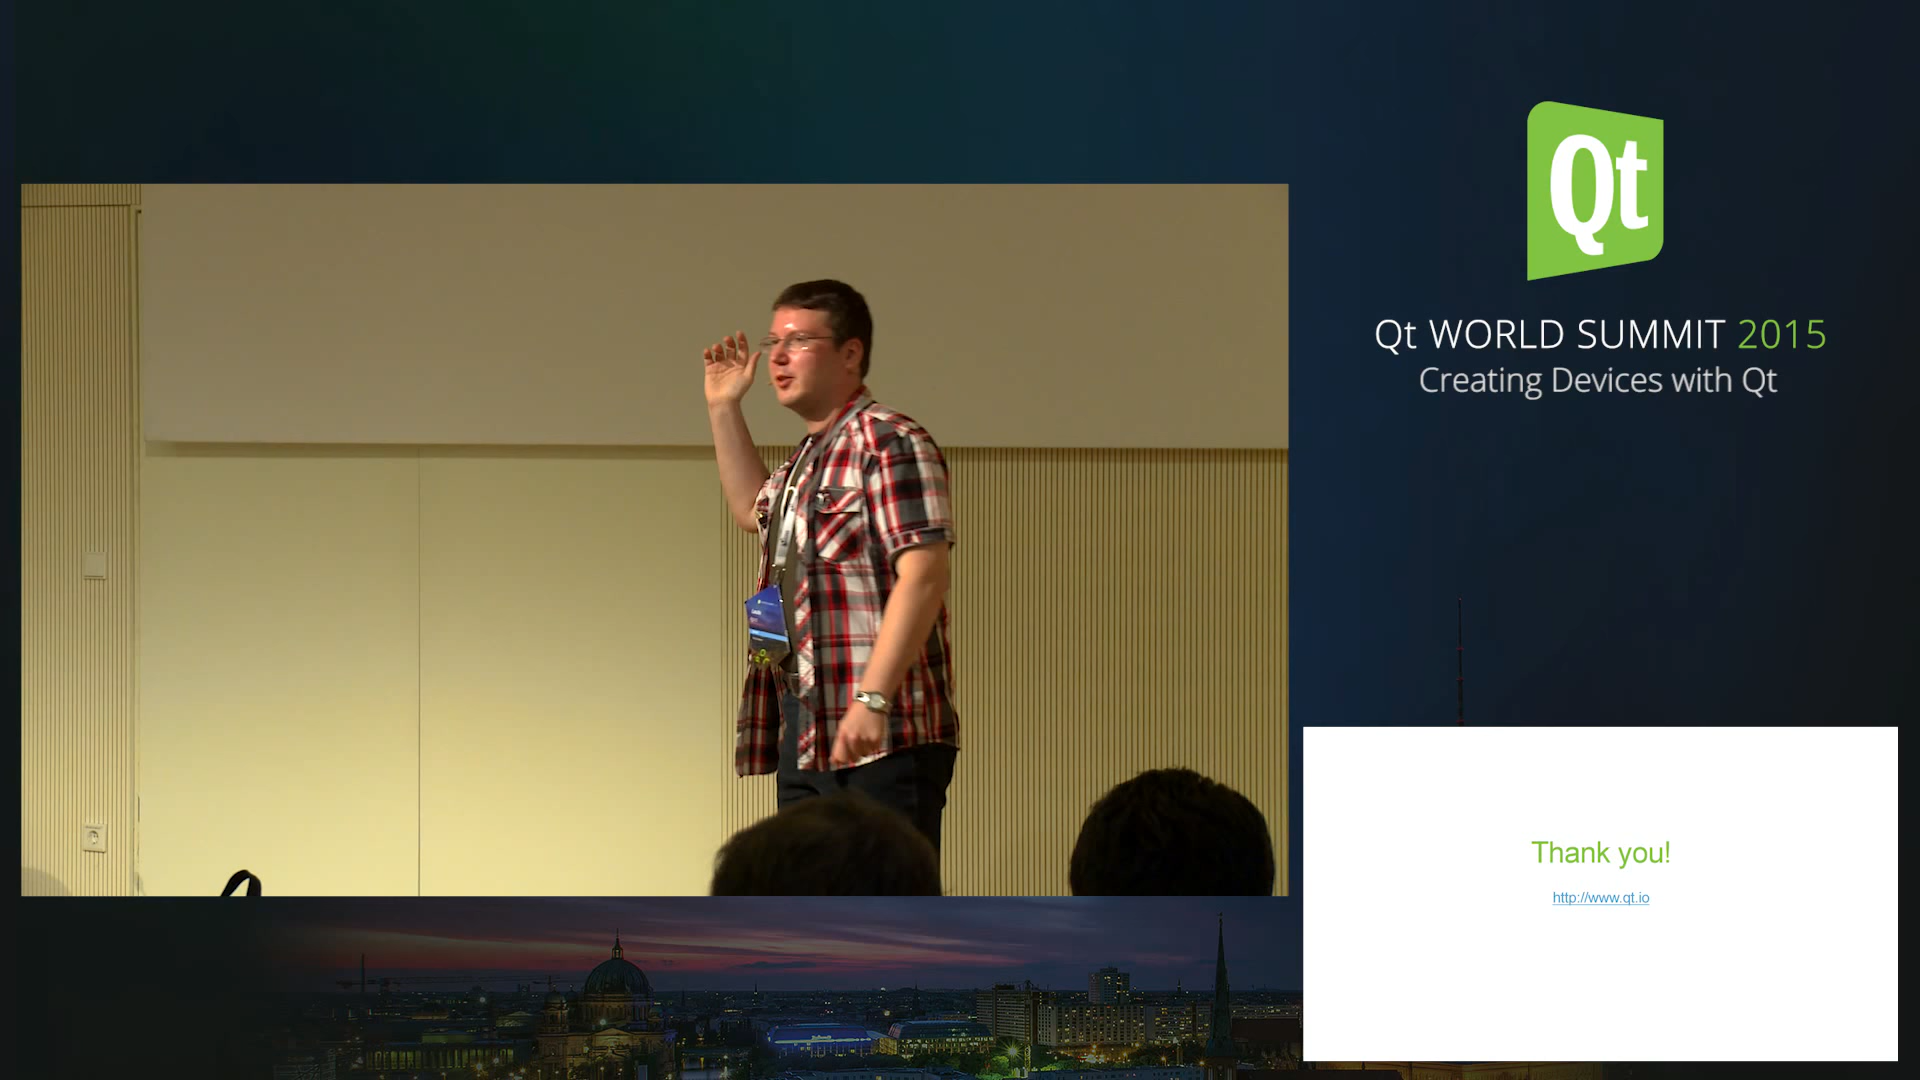 Qt
Qt WORLD SUMMIT 2015
Creating Devices with Qt
Thank you!
http://www.qt.io